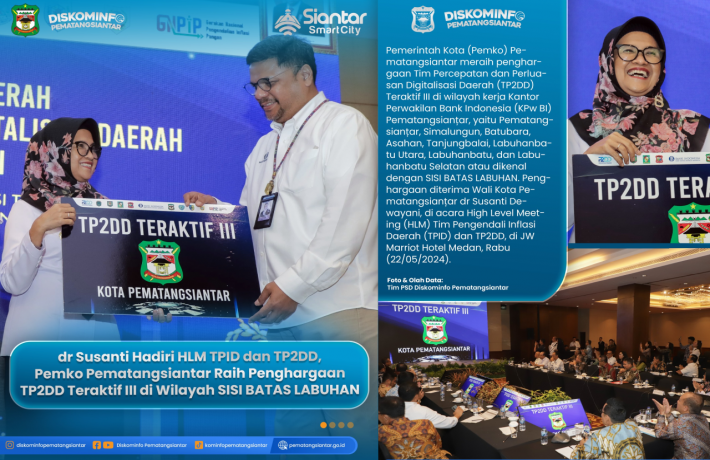 DISKOMINFO
PEMATANGSIANTAR
GNPIP
Siantar
SmartCity
TP2DD TERAKTIF III
KOTA PEMATANGSIANTAR
dr Susanti Hadiri HLM TPID dan TP2DD,
Pemko Pematangsiantar Raih Penghargaan
TP2DD Teraktif III di Wilayah SISI BATAS LABUHAN
diskominfopematangsiantar
Diskominfo Pematangsiantar
kominfopematangsiantar
pematangsiantar.go.id
DISKOMINFO
PEMATANGSIANTAR
Pemerintah Kota (Pemko) Pe-
matangsiantar meraih penghar-
gaan Tim Percepatan dan Perlua-
san Digitalisasi Daerah (TP2DD)
Teraktif III di wilayah kerja Kantor
Perwakilan Bank Indonesia (KPw BI)
Pematangsiantar, yaitu Pematang-
siantar, Simalungun, Batubara,
Asahan, Tanjungbalai, Labuhanba-
tu Utara, Labuhanbatu, dan Labu-
hanbatu Selatan atau dikenal
dengan SISI BATAS LABUHAN. Peng-
hargaan diterima Wali Kota Pe-
matangsiantar dr Susanti De-
wayani, di acara High Level Meet-
ing (HLM) Tim Pengendali Inflasi
Daerah (TPID) dan TP2DD, di JW
Marriot Hotel Medan, Rabu
(22/05/2024).
Foto & Olah Data:
Tim PSD Diskominfo Pematangsiantar
TP2DD TERA
TP2DD TERAKTIF III
KOTA PEMATANGSIANTAR
TP2DD TERAKTIF III